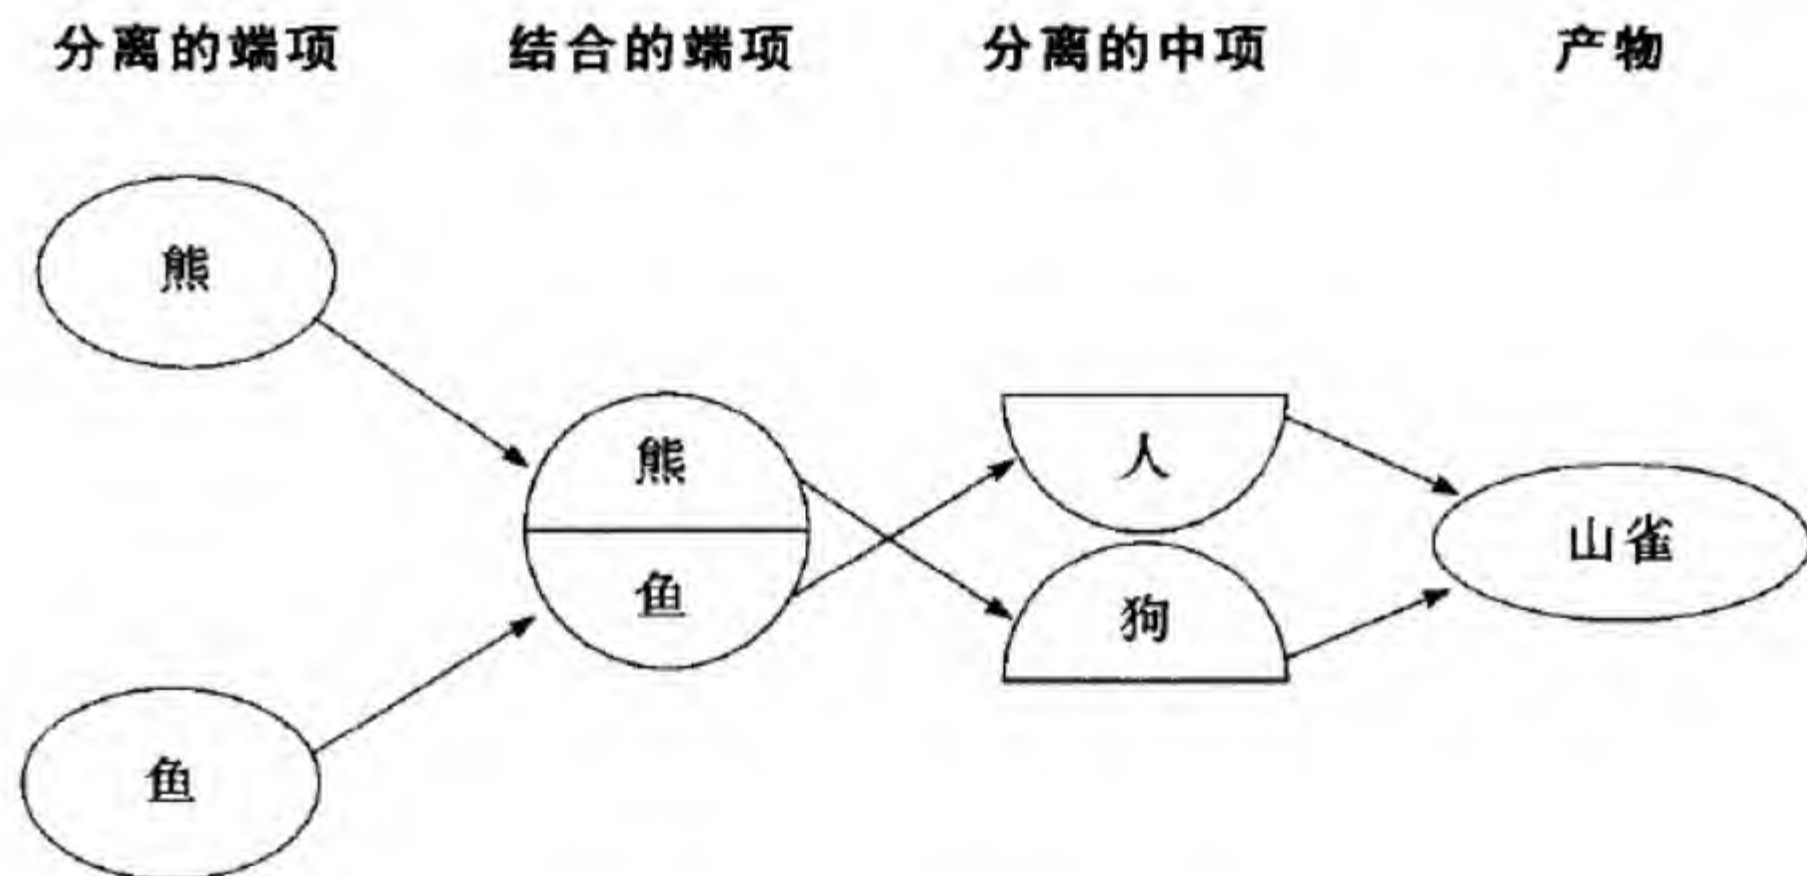 分离的端项 结合的端项 分离的中项 产物
熊
熊 人
山雀
鱼 狗
鱼